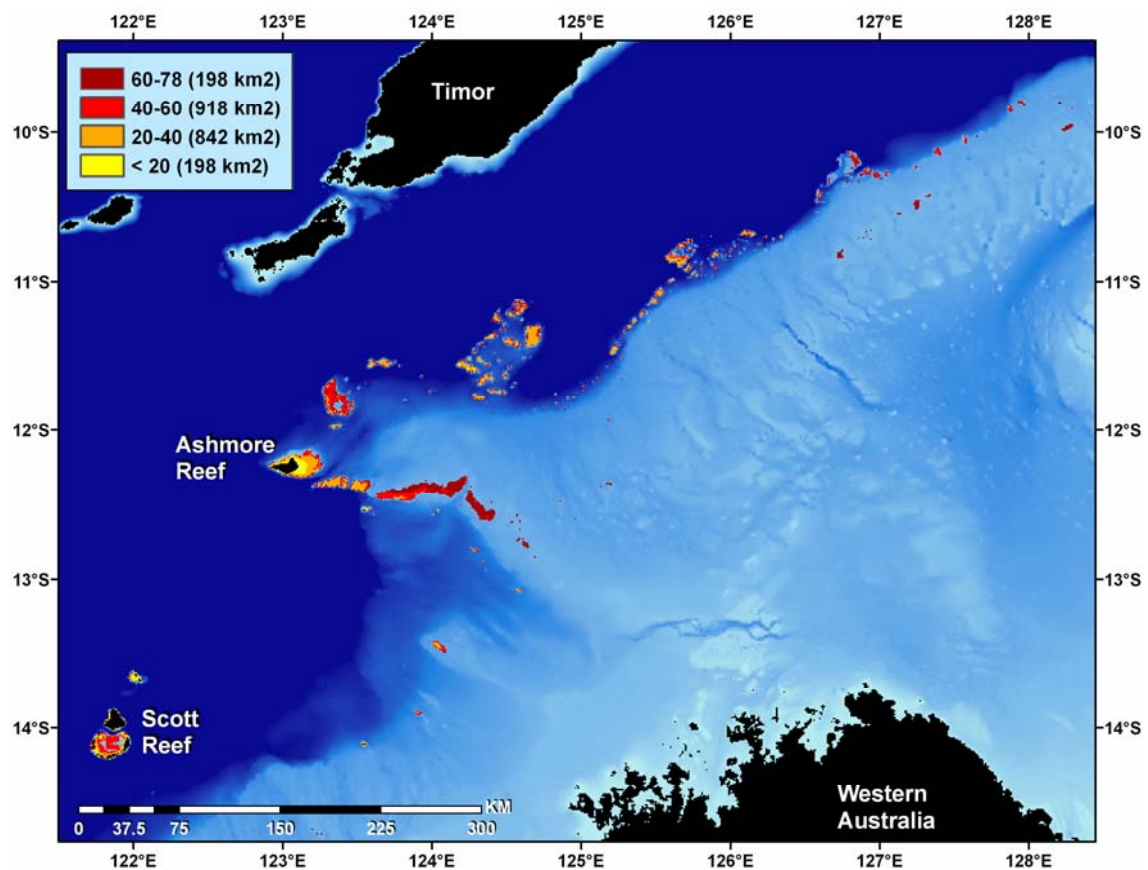 122°E 123°E 124°E 125°E 126°E 127°E 128°E
60-78 (198 km2)
40-60 (918 km2)
20-40 (842 km2)
< 20 (198 km2)
Timor
10°S 10°S
11°S 11°S
12°S 12°S
Ashmore
Reef
13°S 13°S
14°S 14°S
Scott
Reef
Western
Australia
KM
0 37.5 75 150 225 300
122°E 123°E 124°E 125°E 126°E 127°E 128°E